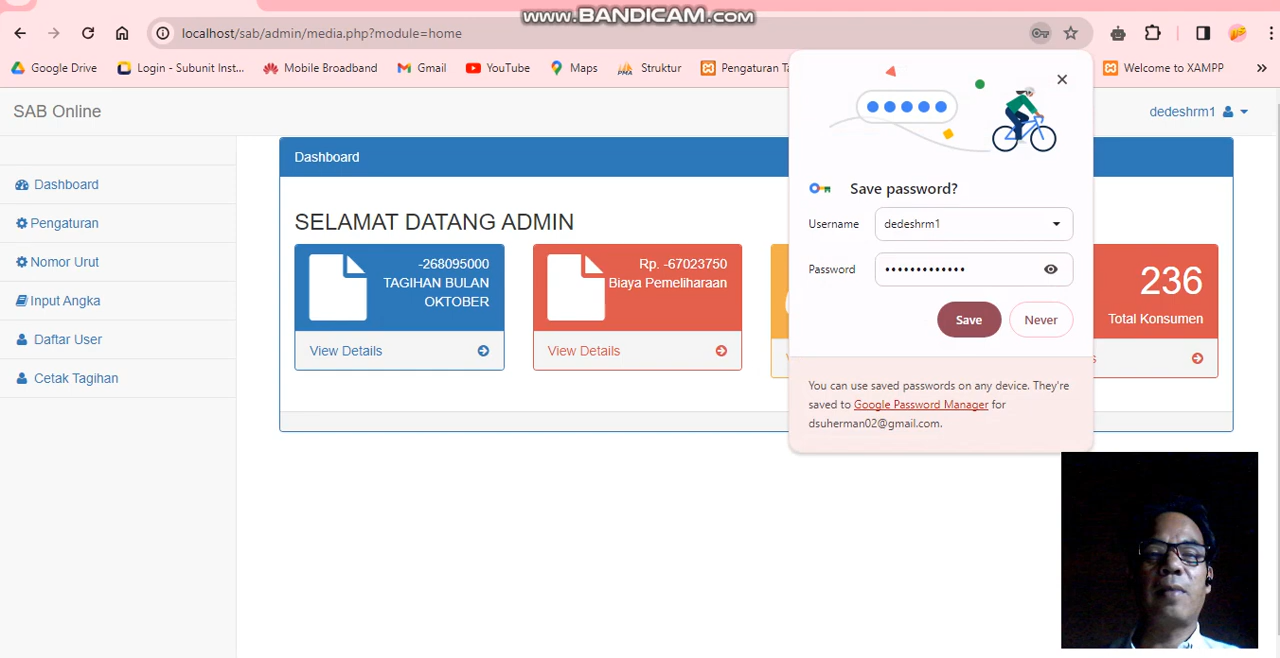 www.BANDICAM.com
localhost/sab/admin/media.php?module=home
Google Drive
Login - Subunit Inst...
Mobile Broadband
Gmail
YouTube
Maps
Struktur
Pengaturan Ta
Welcome to XAMPP
SAB Online
dedeshrm1
Dashboard
Pengaturan
Nomor Urut
Input Angka
Daftar User
Cetak Tagihan
Dashboard
SELAMAT DATANG ADMIN
-268095000
TAGIHAN BULAN
OKTOBER
View Details
Rp. -67023750
Biaya Pemeliharaan
View Details
236
Total Konsumen
Save password?
Username
dedeshrm1
Password
•••••••••••••
Save
Never
You can use saved passwords on any device. They're
saved to Google Password Manager for
dsuherman02@gmail.com.